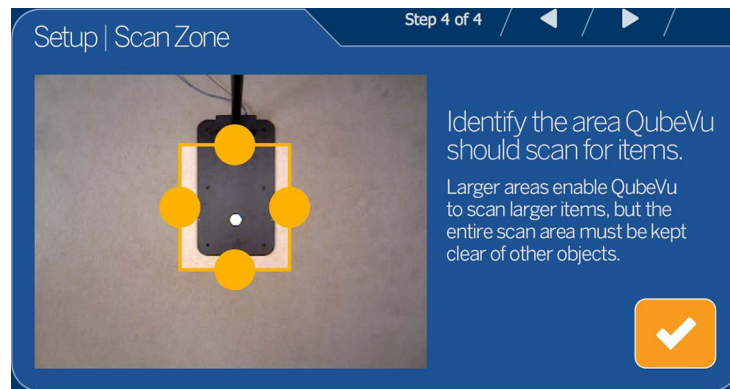 Setup | Scan Zone
Step 4 of 4
Identify the area QubeVu
should scan for items.
Larger areas enable QubeVu
to scan larger items, but the
entire scan area must be kept
clear of other objects.